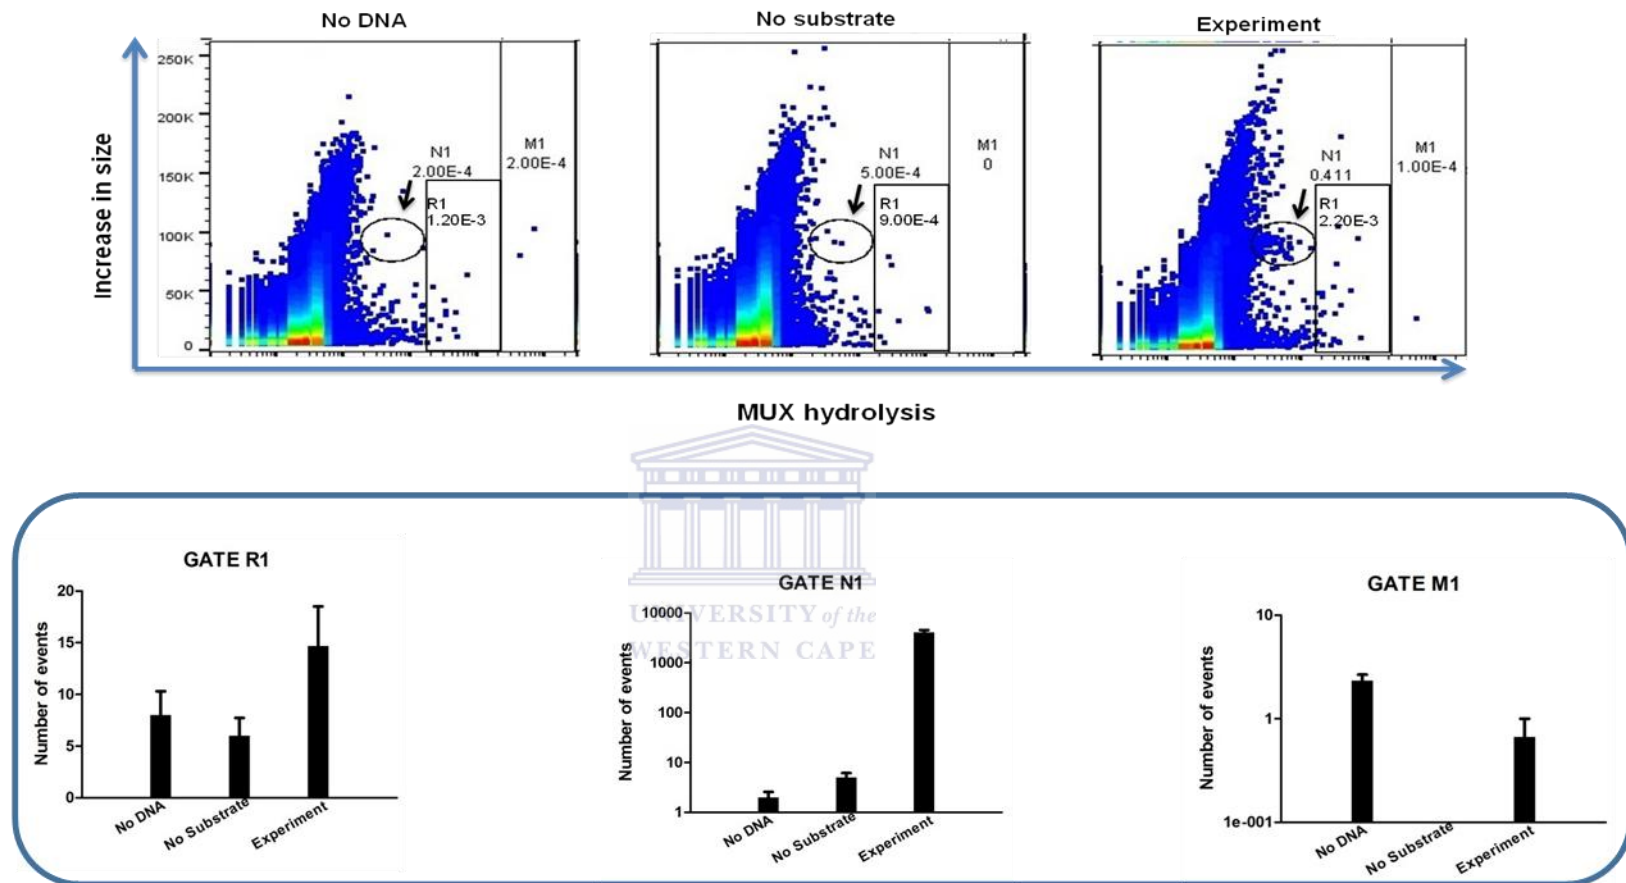 No DNA
No substrate
Experiment
Increase in size
250K
200K
150K
100K
50K
0
N1
2.00E-4
M1
2.00E-4
R1
1.20E-3
N1
5.00E-4
M1
0
R1
9.00E-4
N1
0.411
M1
1.00E-4
R1
2.20E-3
MUX hydrolysis
UNIVERSITY of the
WESTERN CAPE
GATE R1
Number of events
20
15
10
5
0
No DNA
No Substrate
Experiment
GATE N1
Number of events
10000
1000
100
10
1
No DNA
No Substrate
Experiment
GATE M1
Number of events
10
1
1e-001
No DNA
No Substrate
Experiment